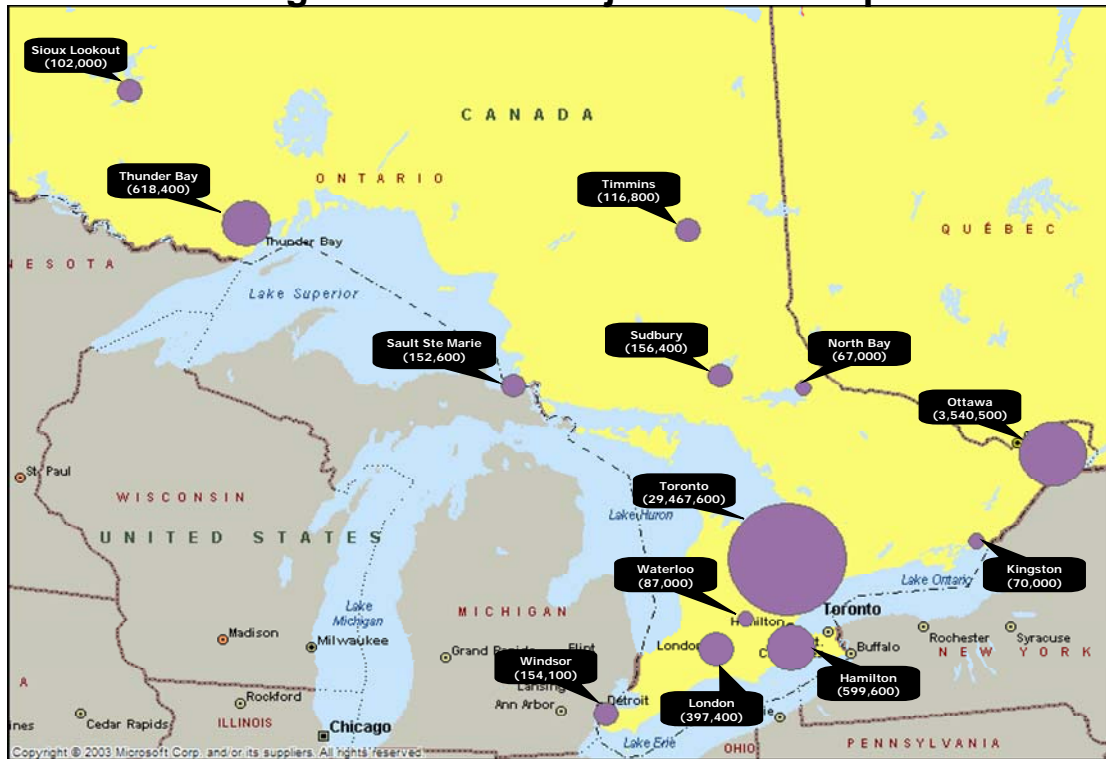 Sioux Lookout
(102,000)
CANADA
Thunder Bay
(618,400)
ONTARIO
Timmins
(116,800)
QUÉBEC
Thunder Bay
NESOTA
Lake Superior
Sault Ste Marie
(152,600)
Sudbury
(156,400)
North Bay
(67,000)
Ottawa
(3,540,500)
St. Paul
WISCONSIN
Toronto
(29,467,600)
Lake Huron
UNITED STATES
Waterloo
(87,000)
Kingston
(70,000)
Lake Ontario
Lake
Michigan
MICHIGAN
Hamilton
Toronto
Madison
Milwaukee
Rochester
Syracuse
Grand Rapids
Flint
London
Buffalo
NEW YORK
Windsor
(154,100)
Lansing
Hamilton
(599,600)
A
Rockford
Ann Arbor
Detroit
London
(397,400)
Cedar Rapids
ILLINOIS
Chicago
Lake Erie
OHIO
PENNSYLVANIA
Copyright © 2003 Microsoft Corp. and/or its suppliers. All rights reserved.